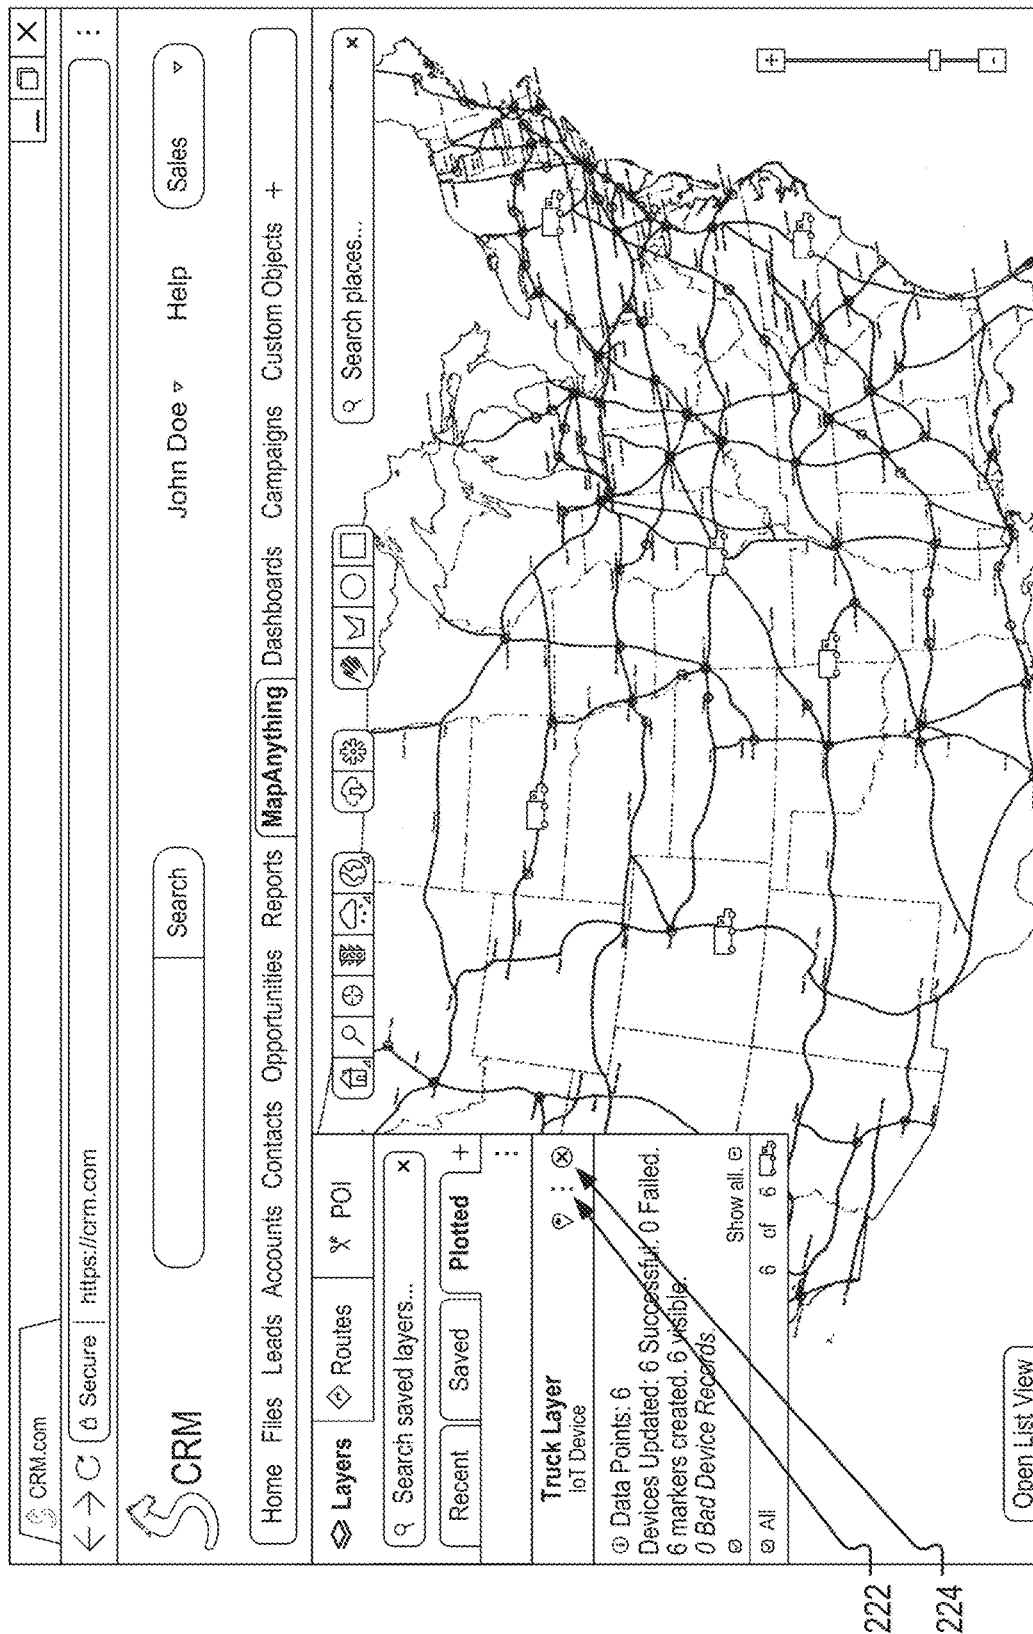 CRM.com
Secure https://crm.com
CRM
Search
John Doe
Help
Sales
Home Files Leads Accounts Contacts Opportunities Reports MapAnything Dashboards Campaigns Custom Objects +
Layers Routes POI
Search saved layers... x
Recent Saved Plotted +
Truck Layer
IoT Device
Data Points: 6
Devices Updated: 6 Successful. 0 Failed.
6 markers created. 6 visible.
0 Bad Device Records.
Show all.
All 6 of 6
Search places... x
+
-
Open List View
222
224